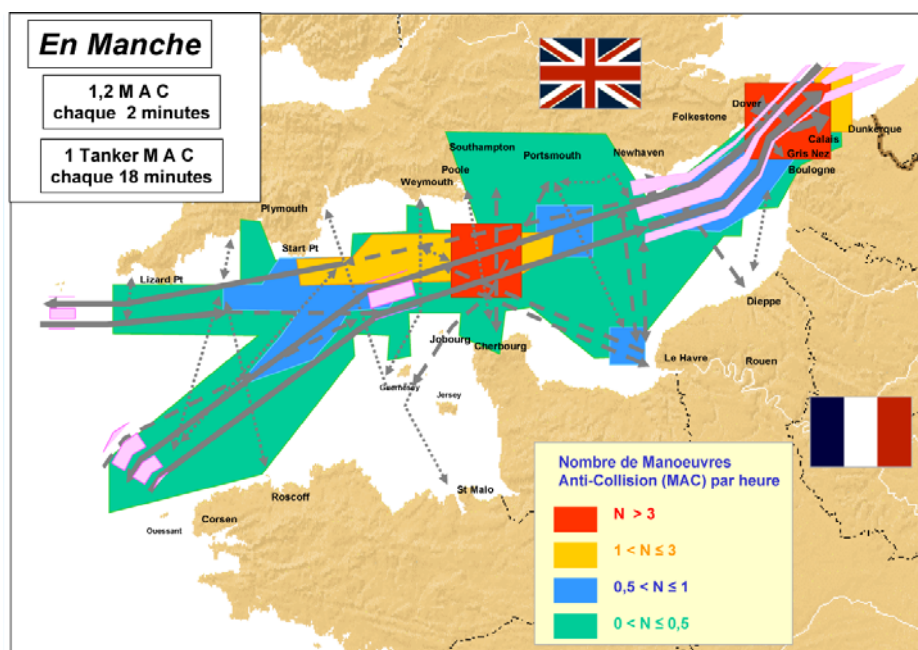 En Manche
1,2 M A C
chaque 2 minutes
1 Tanker M A C
chaque 18 minutes
Dover
Folkestone
Calais
Dunkerque
Gris Nez
Boulogne
Southampton
Portsmouth
Newhaven
Poole
Weymouth
Plymouth
Start Pt
Lizard Pt
Dieppe
Jobourg
Cherbourg
Le Havre
Rouen
Guernesay
Jersey
St Malo
Roscoff
Ouessant
Corsen
Nombre de Manoeuvres
Anti-Collision (MAC) par heure
N > 3
1 < N ≤ 3
0,5 < N ≤ 1
0 < N ≤ 0,5